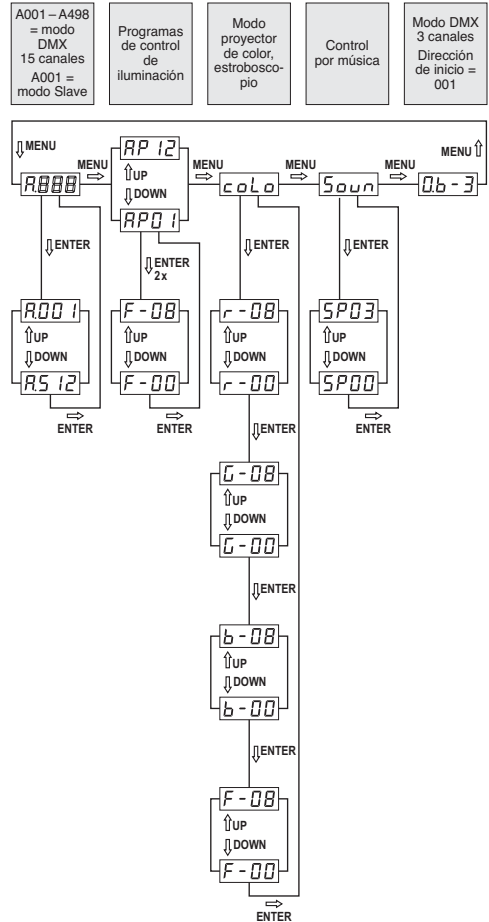 A001 – A498
= modo
DMX
15 canales
A001 =
modo Slave
Programas
de control
de
iluminación
Modo
proyector
de color,
estrobosco-
pio
Control
por música
Modo DMX
3 canales
Dirección
de inicio =
001
MENU
A.888
MENU
AP 12
UP
DOWN
AP01
MENU
coLo
MENU
Soun
MENU
0.b - 3
MENU
ENTER
ENTER
2x
ENTER
ENTER
A.001
UP
DOWN
A.512
ENTER
F - 08
UP
DOWN
F - 00
ENTER
r - 08
UP
DOWN
r - 00
SP03
UP
DOWN
SP00
ENTER
ENTER
G - 08
UP
DOWN
G - 00
ENTER
b - 08
UP
DOWN
b - 00
ENTER
F - 08
UP
DOWN
F - 00
ENTER